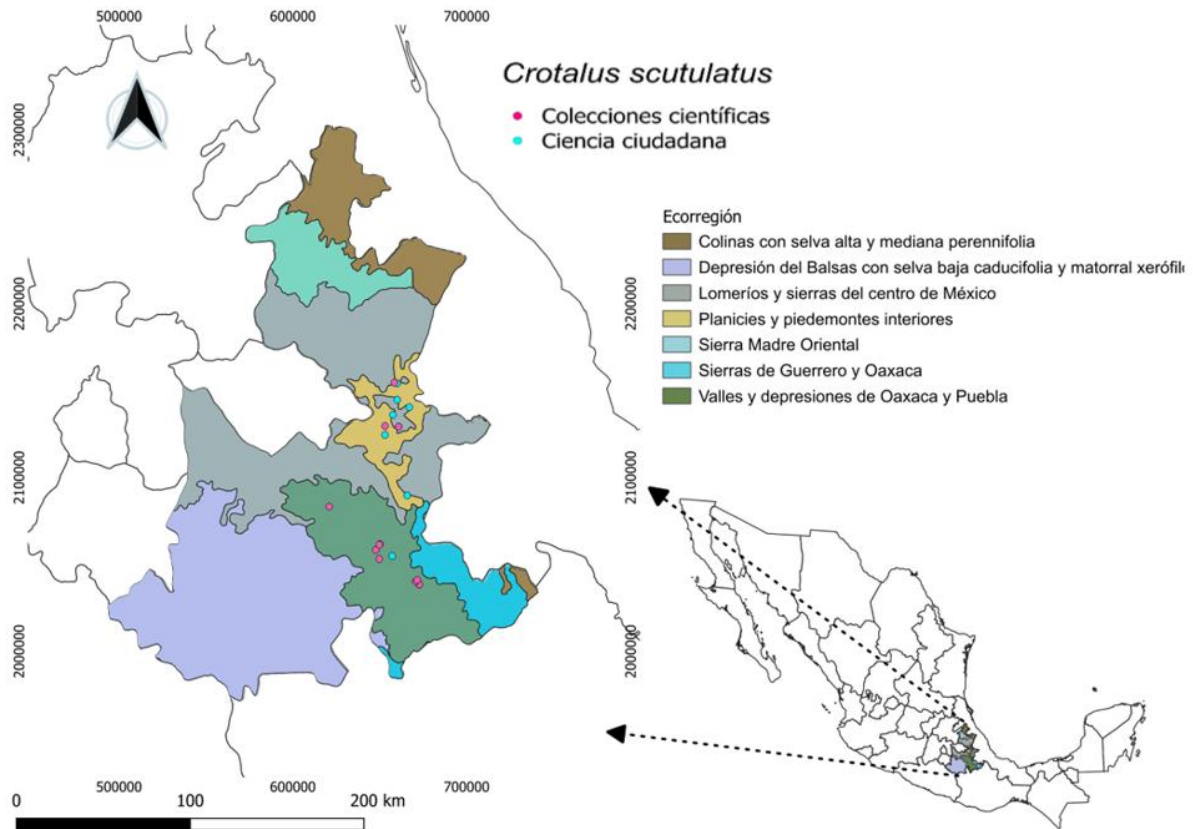 500000 600000 700000
Crotalus scutulatus
Colecciones científicas
Ciencia ciudadana
2300000
2300000
Ecorregión
Colinas con selva alta y mediana perennifolia
Depresión del Balsas con selva baja caducifolia y matorral xerófil
Lomeríos y sierras del centro de México
Planicies y piedemontes interiores
Sierra Madre Oriental
Sierras de Guerrero y Oaxaca
Valles y depresiones de Oaxaca y Puebla
2200000
2200000
2100000
2100000
2000000
2000000
500000 600000 700000
0 100 200 km